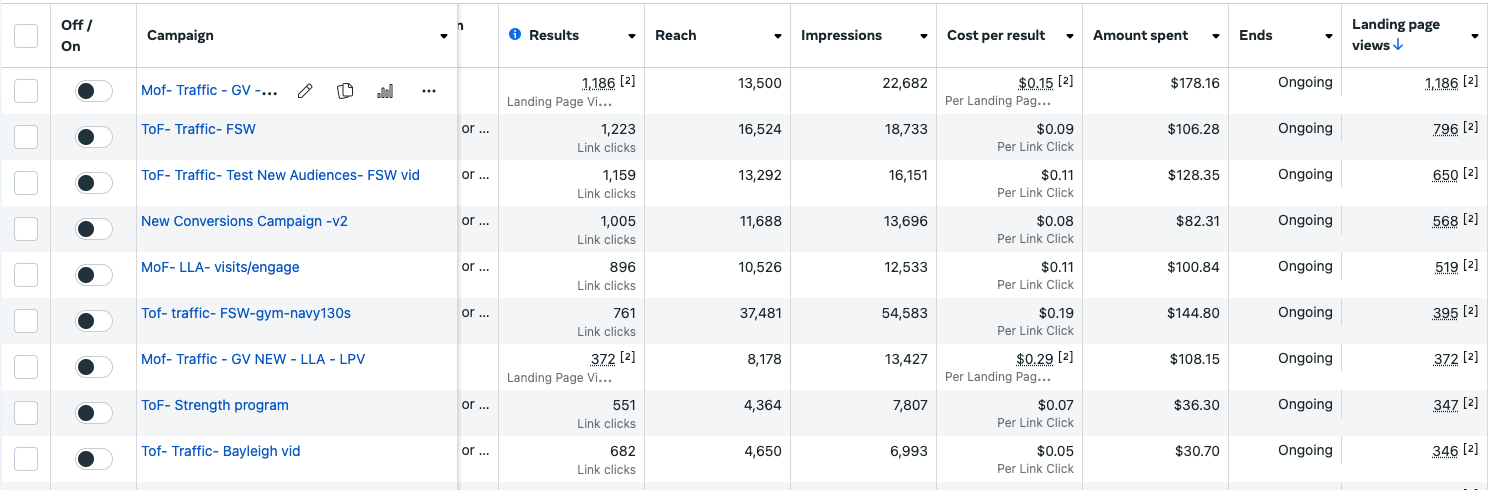 Off / On
Campaign
n
Results
Reach
Impressions
Cost per result
Amount spent
Ends
Landing page views↓
Mof- Traffic - GV -... 1,186 [2] 13,500 22,682 $0.15 [2] $178.16 Ongoing 1,186 [2]
Landing Page Vi... Per Landing Pag...
ToF- Traffic- FSW or ... 1,223 16,524 18,733 $0.09 $106.28 Ongoing 796 [2]
Link clicks Per Link Click
ToF- Traffic- Test New Audiences- FSW vid or ... 1,159 13,292 16,151 $0.11 $128.35 Ongoing 650 [2]
Link clicks Per Link Click
New Conversions Campaign -v2 or ... 1,005 11,688 13,696 $0.08 $82.31 Ongoing 568 [2]
Link clicks Per Link Click
MoF- LLA- visits/engage or ... 896 10,526 12,533 $0.11 $100.84 Ongoing 519 [2]
Link clicks Per Link Click
Tof- traffic- FSW-gym-navy130s or ... 761 37,481 54,583 $0.19 $144.80 Ongoing 395 [2]
Link clicks Per Link Click
Mof- Traffic - GV NEW - LLA - LPV 372 [2] 8,178 13,427 $0.29 [2] $108.15 Ongoing 372 [2]
Landing Page Vi... Per Landing Pag...
ToF- Strength program or ... 551 4,364 7,807 $0.07 $36.30 Ongoing 347 [2]
Link clicks Per Link Click
Tof- Traffic- Bayleigh vid or ... 682 4,650 6,993 $0.05 $30.70 Ongoing 346 [2]
Link clicks Per Link Click